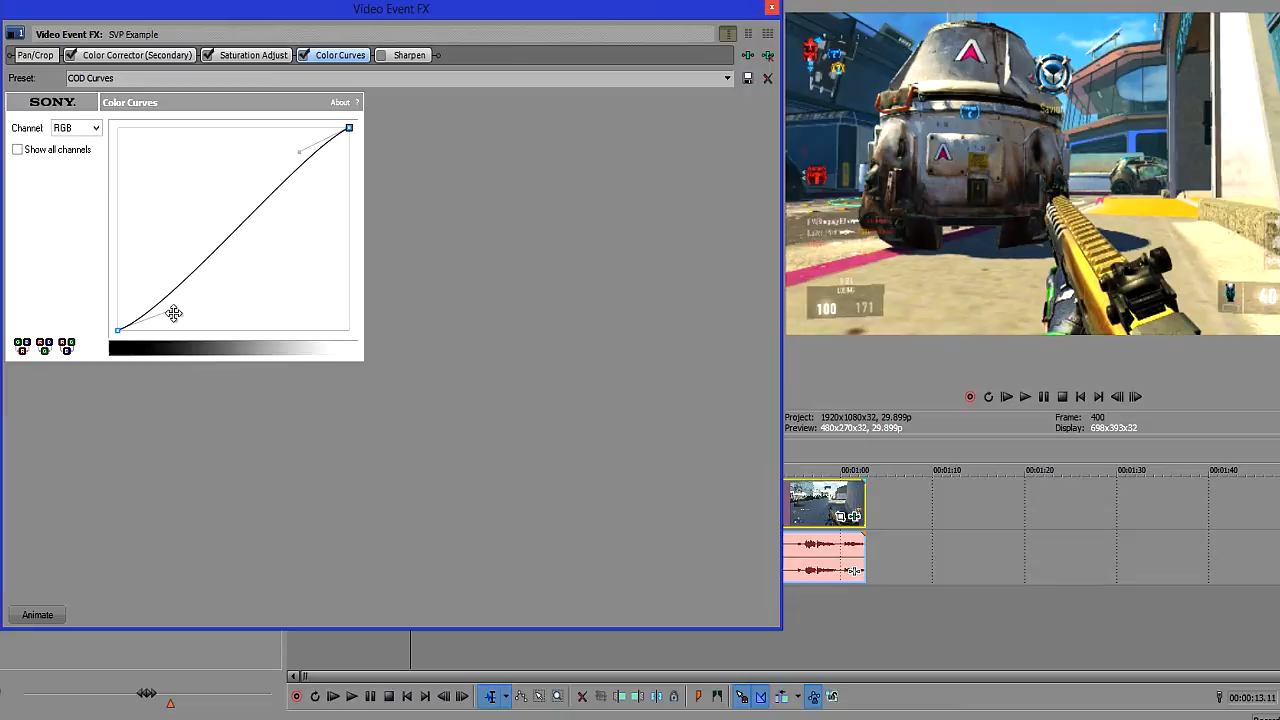 Video Event FX
Video Event FX: SVP Example
Pan/Crop Color Corrector (Secondary) Saturation Adjust Color Curves Sharpen
Preset: COD Curves
SONY. Color Curves About ?
Channel RGB
Show all channels
Animate
100 171
40
Project: 1920x1080x32, 29.899p
Frame: 400
Preview: 480x270x32, 29.899p
Display: 698x393x32
00:01:00 00:01:10 00:01:20 00:01:30 00:01:40
00:00:13.11